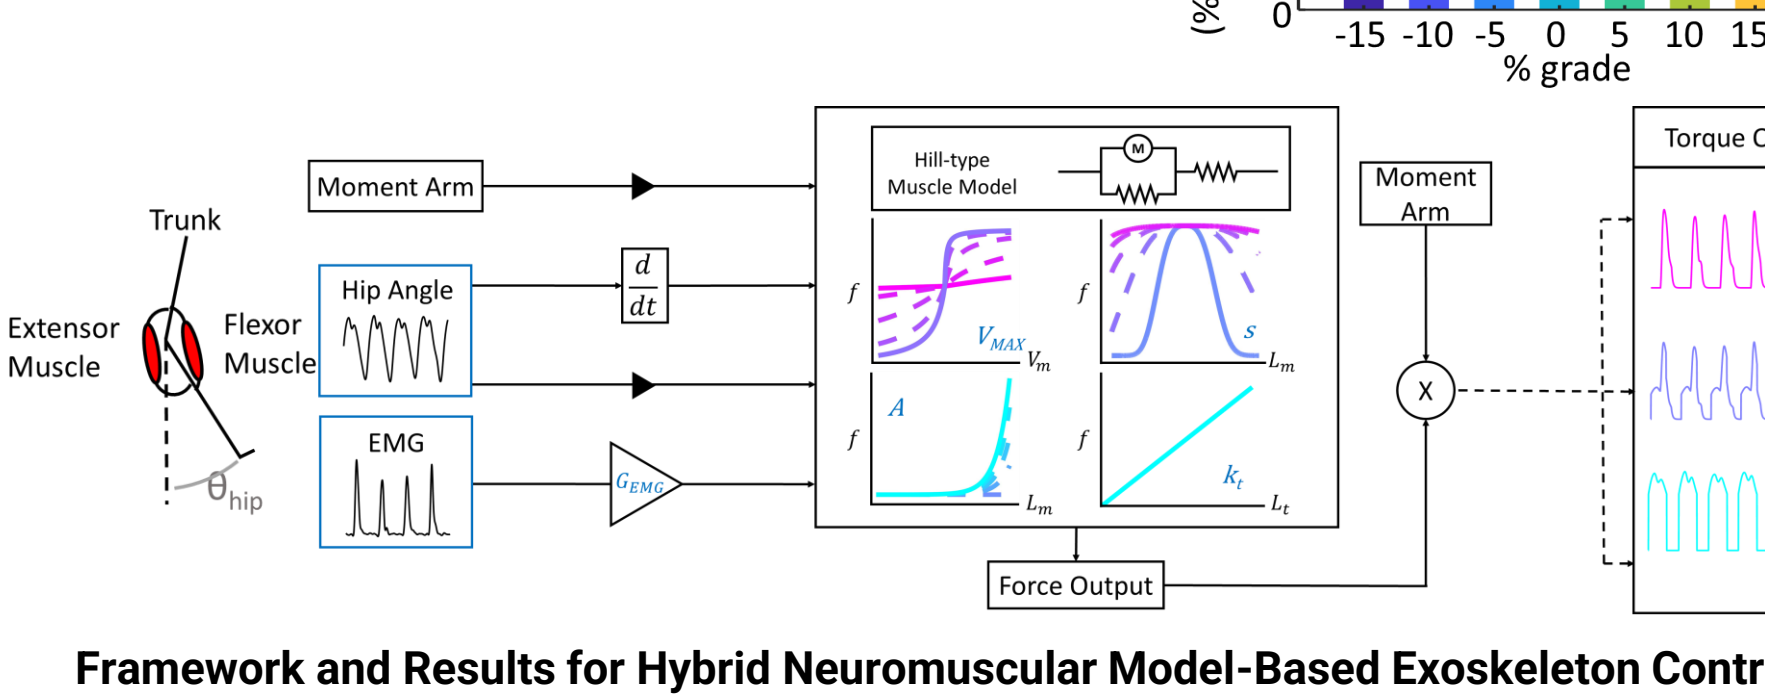 (%
0
-15 -10 -5 0 5 10 15
% grade
Moment Arm
Trunk
Extensor
Muscle
Flexor
Muscle
θhip
Hip Angle
d
dt
EMG
G_EMG
Hill-type
Muscle Model
M
f
V_MAX
V_m
f
s
L_m
f
A
L_m
f
k_t
L_t
Force Output
Moment
Arm
X
Torque
Framework and Results for Hybrid Neuromuscular Model-Based Exoskeleton Contr